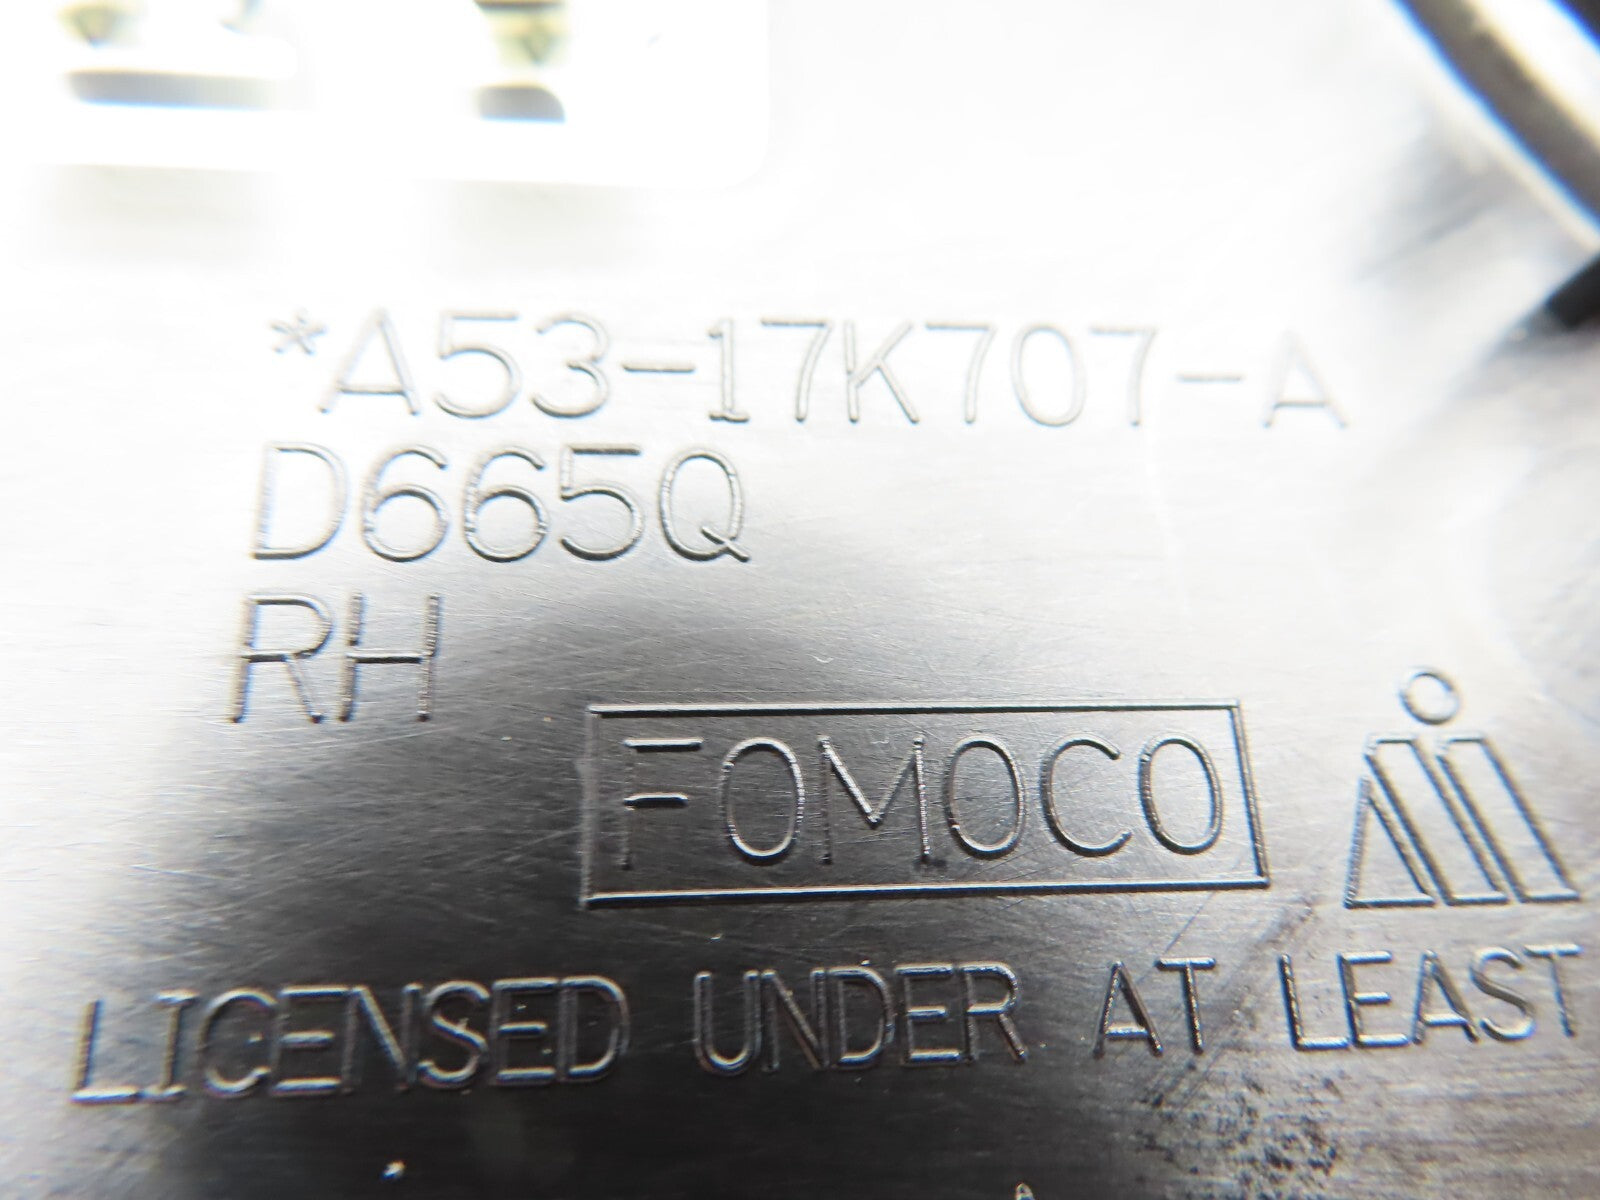 *A53-17K707-A
D665Q
RH
FOMOCO
LICENSED UNDER AT LEAST